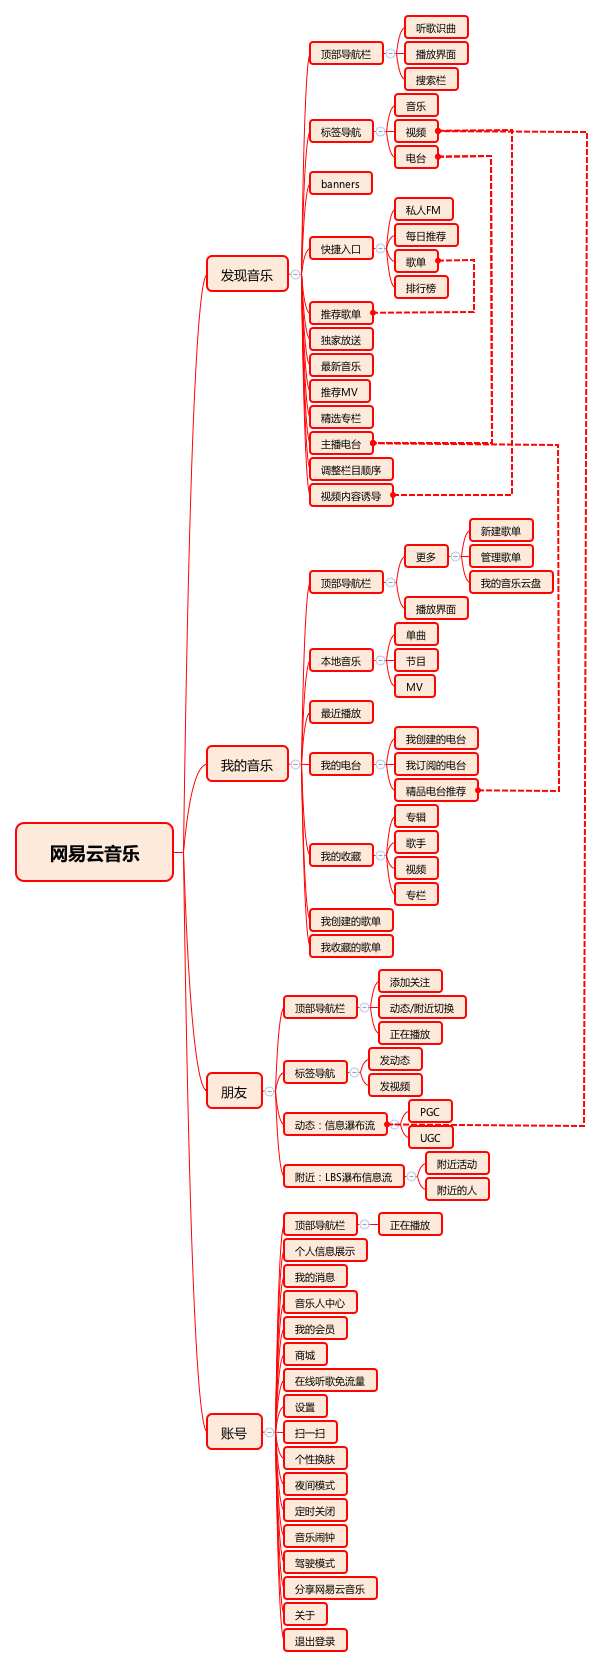 网易云音乐
发现音乐
顶部导航栏
听歌识曲
播放界面
搜索栏
标签导航
音乐
视频
电台
banners
快捷入口
私人FM
每日推荐
歌单
排行榜
推荐歌单
独家放送
最新音乐
推荐MV
精选专栏
主播电台
调整栏目顺序
视频内容诱导
我的音乐
顶部导航栏
更多
新建歌单
管理歌单
我的音乐云盘
播放界面
本地音乐
单曲
节目
MV
最近播放
我的电台
我创建的电台
我订阅的电台
精品电台推荐
我的收藏
专辑
歌手
视频
专栏
我创建的歌单
我收藏的歌单
朋友
顶部导航栏
添加关注
动态/附近切换
正在播放
标签导航
发动态
发视频
动态：信息瀑布流
PGC
UGC
附近：LBS瀑布信息流
附近活动
附近的人
账号
顶部导航栏
正在播放
个人信息展示
我的消息
音乐人中心
我的会员
商城
在线听歌免流量
设置
扫一扫
个性换肤
夜间模式
定时关闭
音乐闹钟
驾驶模式
分享网易云音乐
关于
退出登录